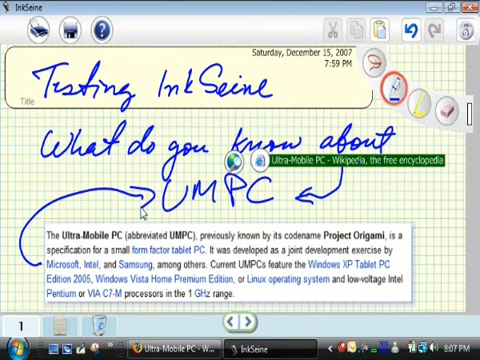 InkSeine
Saturday, December 15, 2007
7:59 PM
Testing InkSeine
Title
What do you know about
Ultra-Mobile PC - Wikipedia, the free encyclopedia
UMPC
The Ultra-Mobile PC (abbreviated UMPC), previously known by its codename Project Origami, is a
specification for a small form factor tablet PC. It was developed as a joint development exercise by
Microsoft, Intel, and Samsung, among others. Current UMPCs feature the Windows XP Tablet PC
Edition 2005, Windows Vista Home Premium Edition, or Linux operating system and low-voltage Intel
Pentium or VIA C7-M processors in the 1 GHz range.
1
Ultra-Mobile PC - W...
InkSeine
8:07 PM